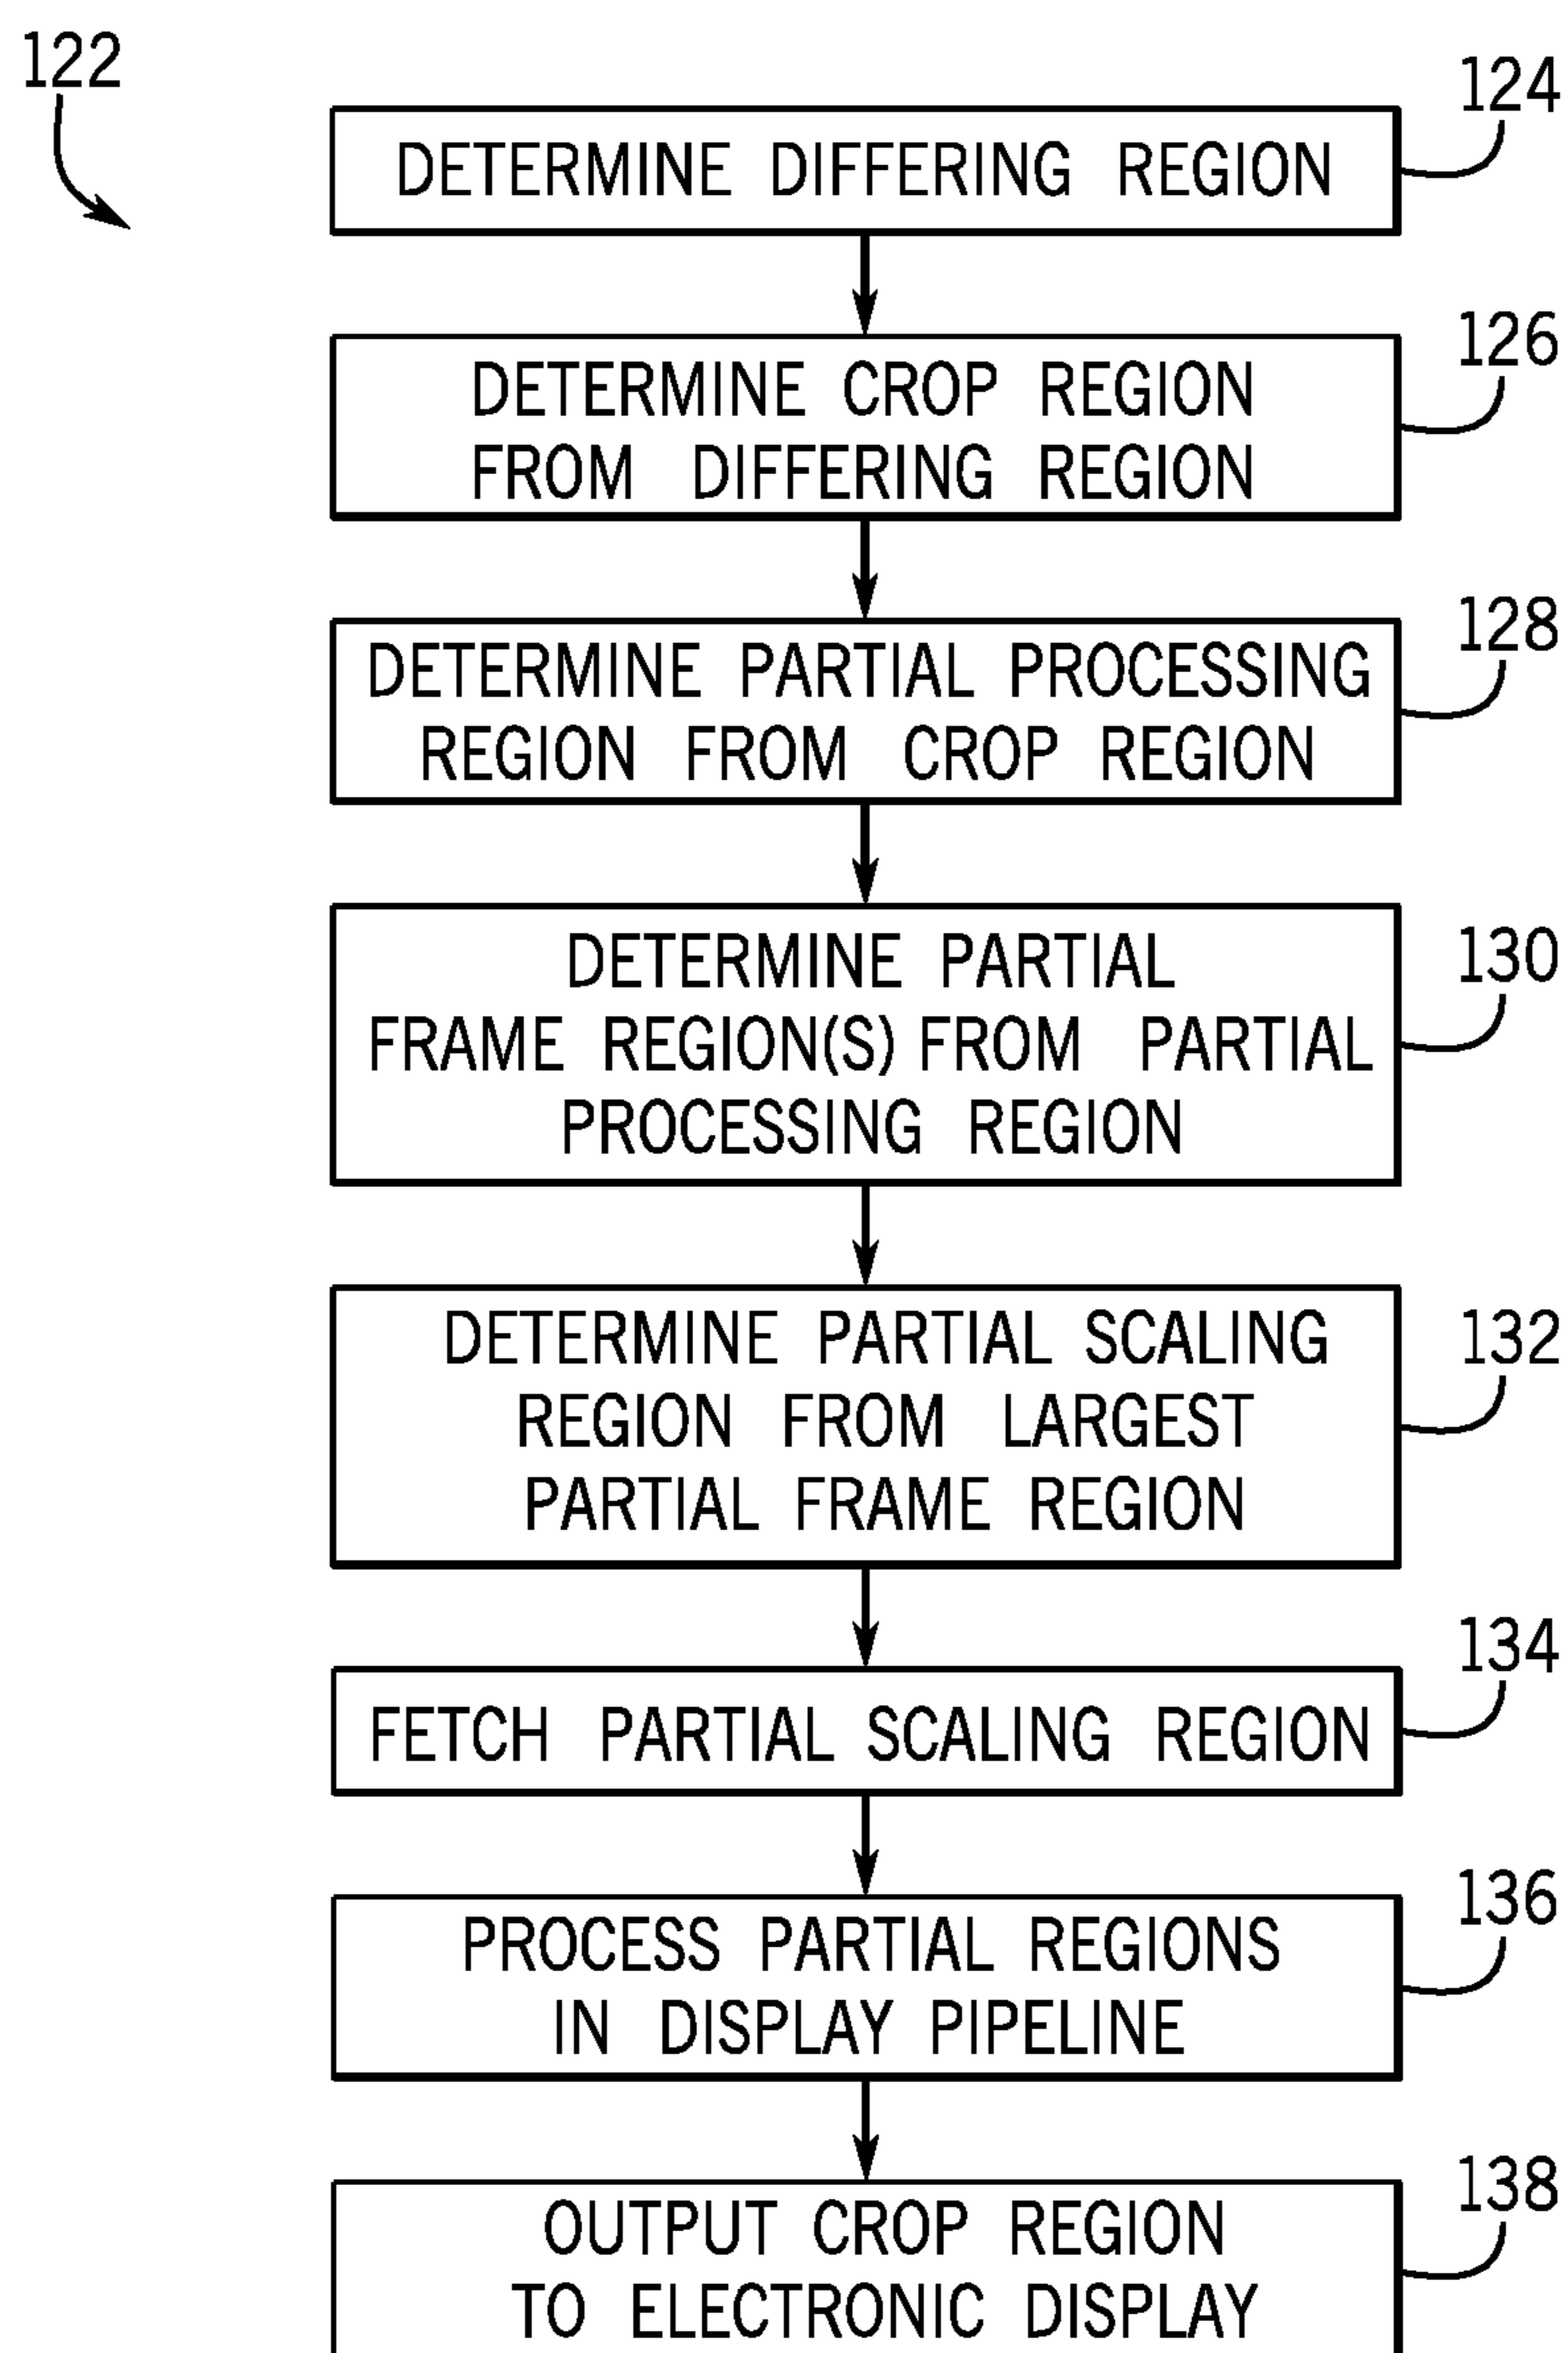 122
124
DETERMINE DIFFERING REGION
126
DETERMINE CROP REGION
FROM DIFFERING REGION
128
DETERMINE PARTIAL PROCESSING
REGION FROM CROP REGION
130
DETERMINE PARTIAL
FRAME REGION(S) FROM PARTIAL
PROCESSING REGION
132
DETERMINE PARTIAL SCALING
REGION FROM LARGEST
PARTIAL FRAME REGION
134
FETCH PARTIAL SCALING REGION
136
PROCESS PARTIAL REGIONS
IN DISPLAY PIPELINE
138
OUTPUT CROP REGION
TO ELECTRONIC DISPLAY